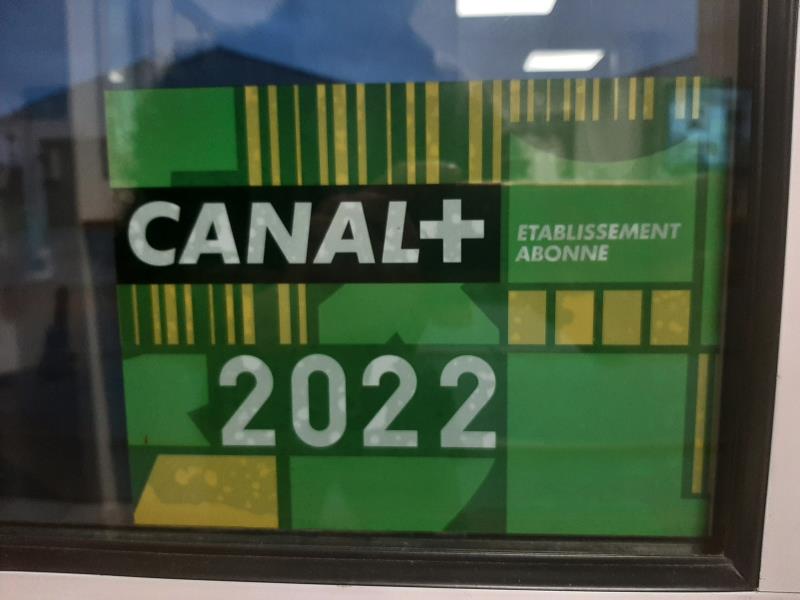 CANAL+
ETABLISSEMENT
ABONNE
2022